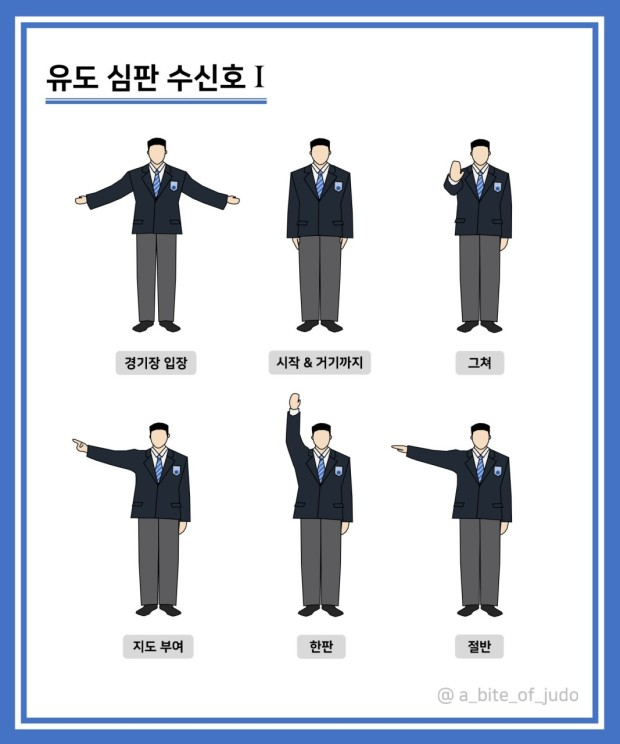 유도 심판 수신호 I
경기장 입장
시작 & 거기까지
그쳐
지도 부여
한판
절반
@ a_bite_of_judo